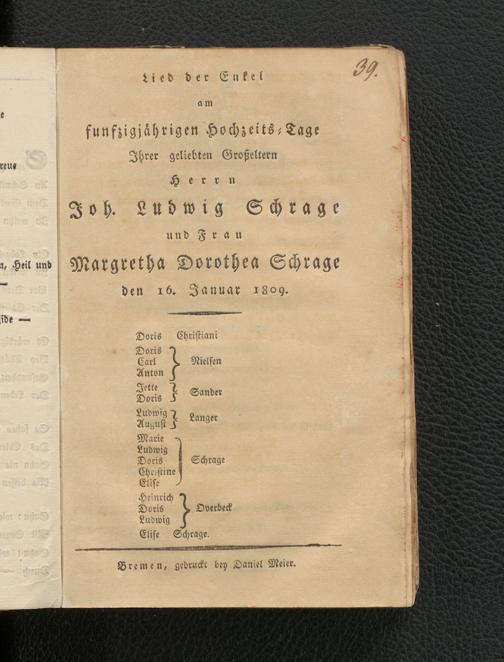 39.
Lied der Enkel
am
funfzigjährigen Hochzeits-Tage
Ihrer geliebten Großeltern
Herrn
Joh. Ludwig Schrage
und Frau
Margretha Dorothea Schrage
den 16. Januar 1809.
Doris Christiani
Doris
Carl
Anton
Nielsen
Jette
Doris
Sander
Ludwig
August
Langer
Marie
Ludwig
Doris
Christine
Elise
Schrage
Heinrich
Doris
Ludwig
Overbeck
Elise Schrage.
Bremen, gedruckt bey Daniel Meier.
n, Heil und